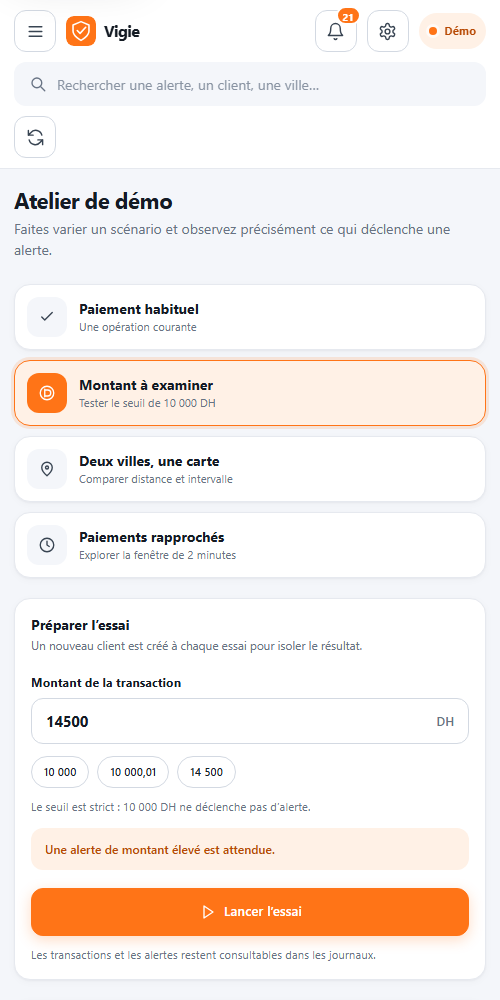 Vigie
21
Démo
Rechercher une alerte, un client, une ville...
Atelier de démo
Faites varier un scénario et observez précisément ce qui déclenche une
alerte.
Paiement habituel
Une opération courante
Montant à examiner
Tester le seuil de 10 000 DH
Deux villes, une carte
Comparer distance et intervalle
Paiements rapprochés
Explorer la fenêtre de 2 minutes
Préparer l'essai
Un nouveau client est créé à chaque essai pour isoler le résultat.
Montant de la transaction
14500 DH
10 000 10 000,01 14 500
Le seuil est strict : 10 000 DH ne déclenche pas d'alerte.
Une alerte de montant élevé est attendue.
Lancer l'essai
Les transactions et les alertes restent consultables dans les journaux.